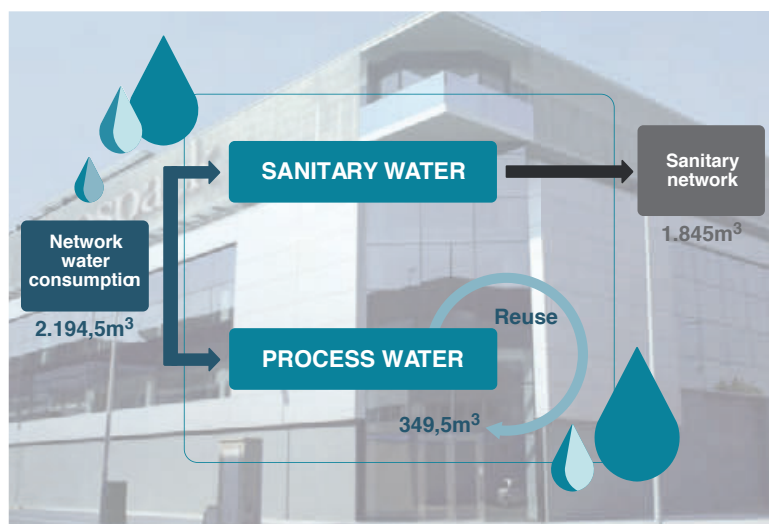 SANITARY WATER
Sanitary
network
1.845m³
Network
water
consumption
2.194,5m³
Reuse
PROCESS WATER
349,5m³